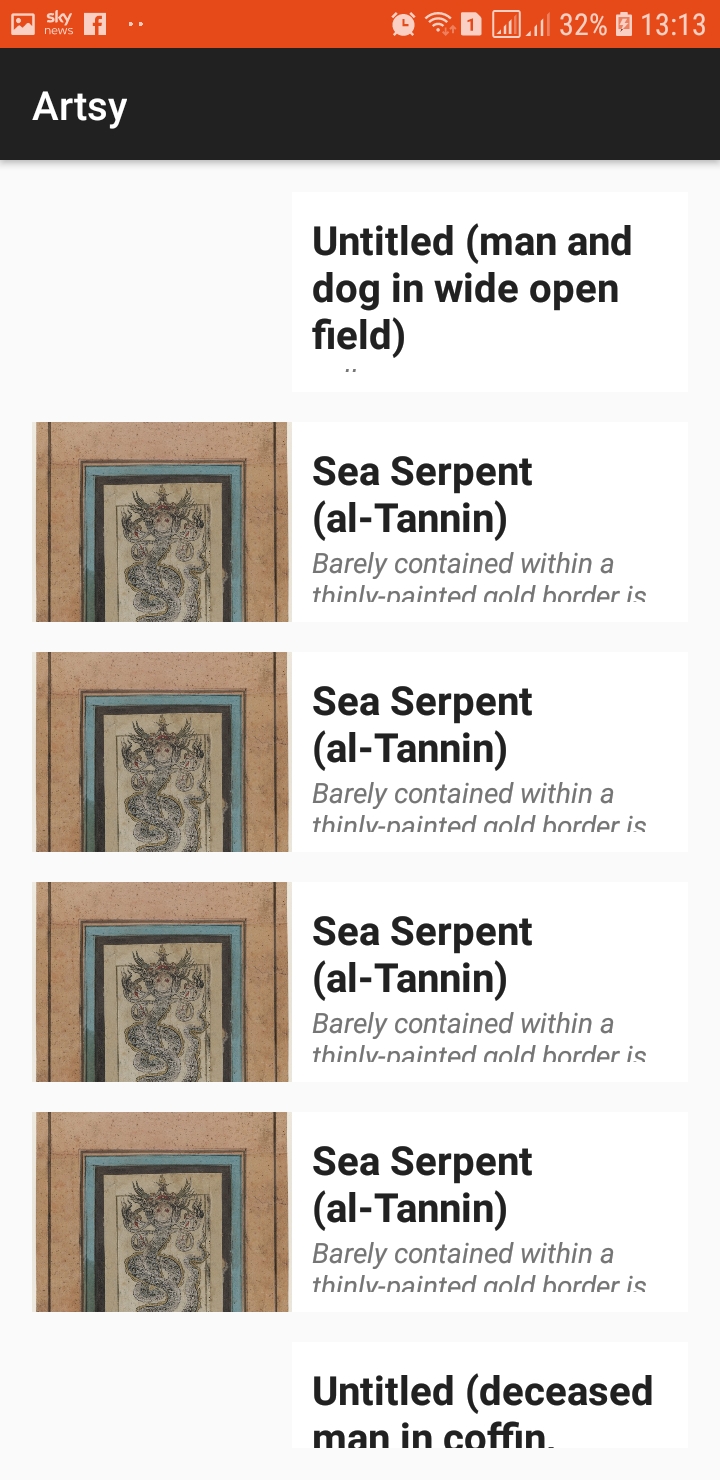 sky
news
1
32%
13:13
Artsy
Untitled (man and
dog in wide open
field)
Sea Serpent
(al-Tannin)
Barely contained within a
thinly-painted gold border is
Sea Serpent
(al-Tannin)
Barely contained within a
thinly-painted gold border is
Sea Serpent
(al-Tannin)
Barely contained within a
thinly-painted gold border is
Sea Serpent
(al-Tannin)
Barely contained within a
thinly-painted gold border is
Untitled (deceased
man in coffin,